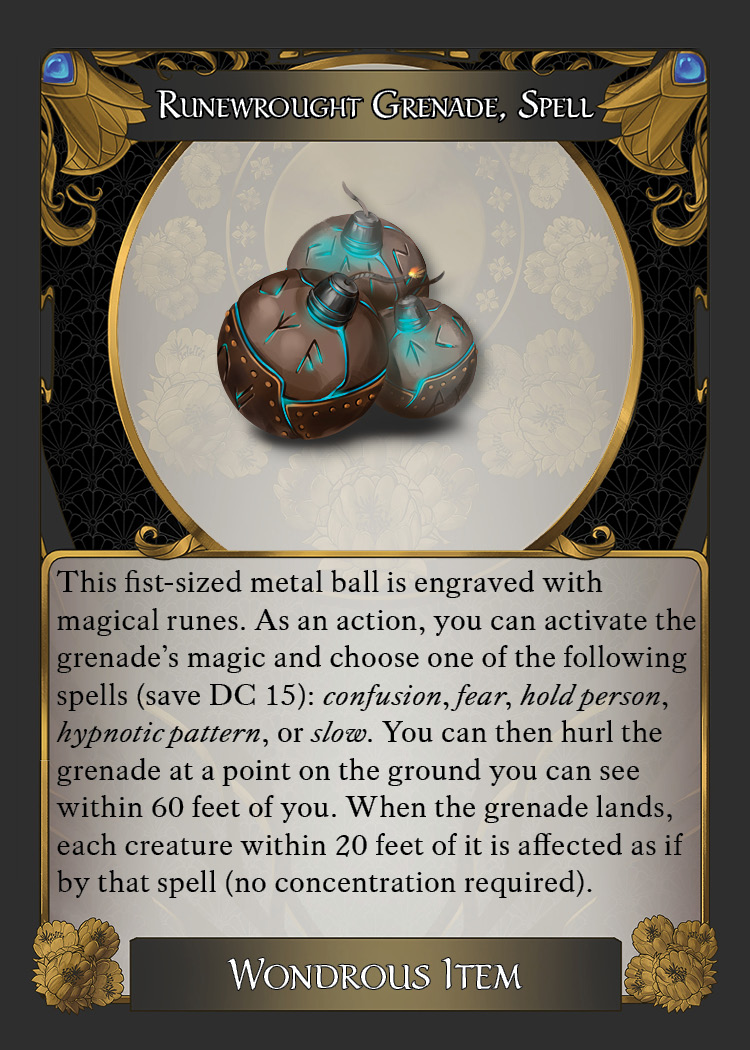 Runewrought Grenade, Spell
This fist-sized metal ball is engraved with
magical runes. As an action, you can activate the
grenade's magic and choose one of the following
spells (save DC 15): confusion, fear, hold person,
hypnotic pattern, or slow. You can then hurl the
grenade at a point on the ground you can see
within 60 feet of you. When the grenade lands,
each creature within 20 feet of it is affected as if
by that spell (no concentration required).
Wondrous Item